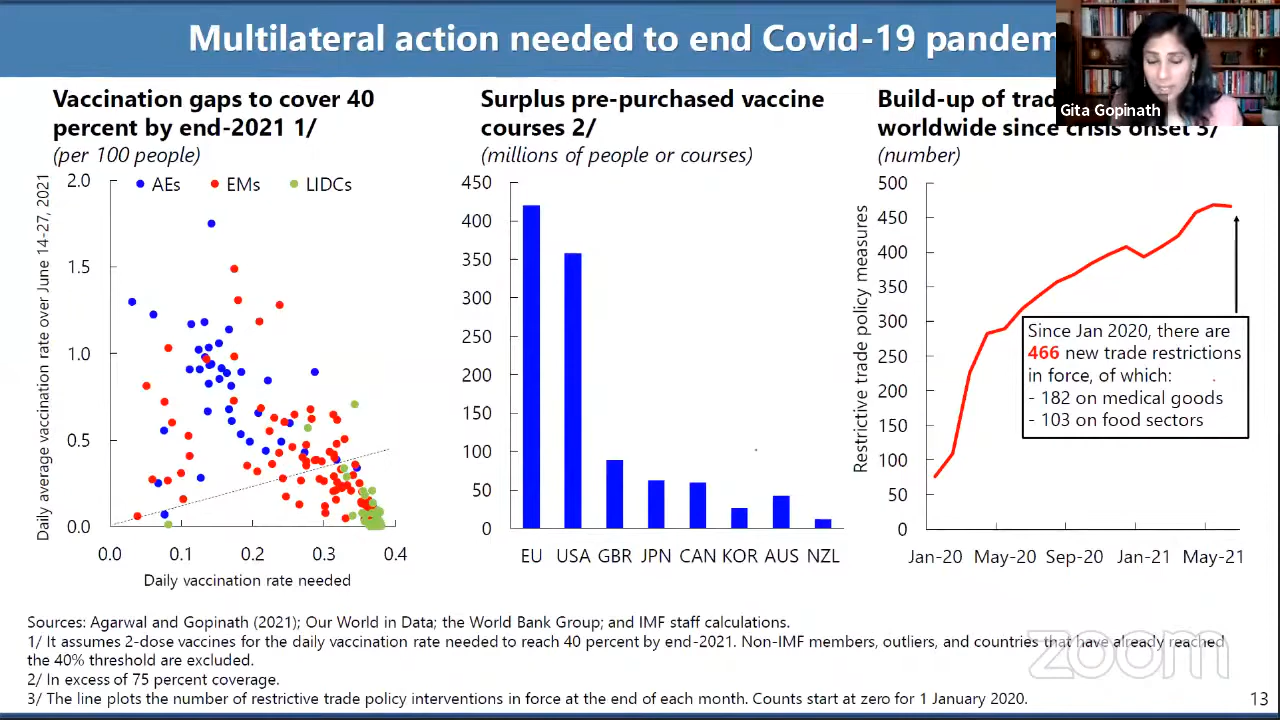 Multilateral action needed to end Covid-19 pandem
Gita Gopinath
Vaccination gaps to cover 40
percent by end-2021 1/
(per 100 people)
Daily average vaccination rate over June 14-27, 2021
AEs EMs LIDCs
2.0
1.5
1.0
0.5
0.0
0.0 0.1 0.2 0.3 0.4
Daily vaccination rate needed
Surplus pre-purchased vaccine
courses 2/
(millions of people or courses)
450
400
350
300
250
200
150
100
50
0
EU USA GBR JPN CAN KOR AUS NZL
Build-up of trad
worldwide since crisis onset 3/
(number)
Restrictive trade policy measures
500
450
400
350
300
250
200
150
100
50
0
Jan-20 May-20 Sep-20 Jan-21 May-21
Since Jan 2020, there are
466 new trade restrictions
in force, of which:
- 182 on medical goods
- 103 on food sectors
Sources: Agarwal and Gopinath (2021); Our World in Data; the World Bank Group; and IMF staff calculations.
1/ It assumes 2-dose vaccines for the daily vaccination rate needed to reach 40 percent by end-2021. Non-IMF members, outliers, and countries that have already reached
the 40% threshold are excluded.
2/ In excess of 75 percent coverage.
3/ The line plots the number of restrictive trade policy interventions in force at the end of each month. Counts start at zero for 1 January 2020.
zoom
13